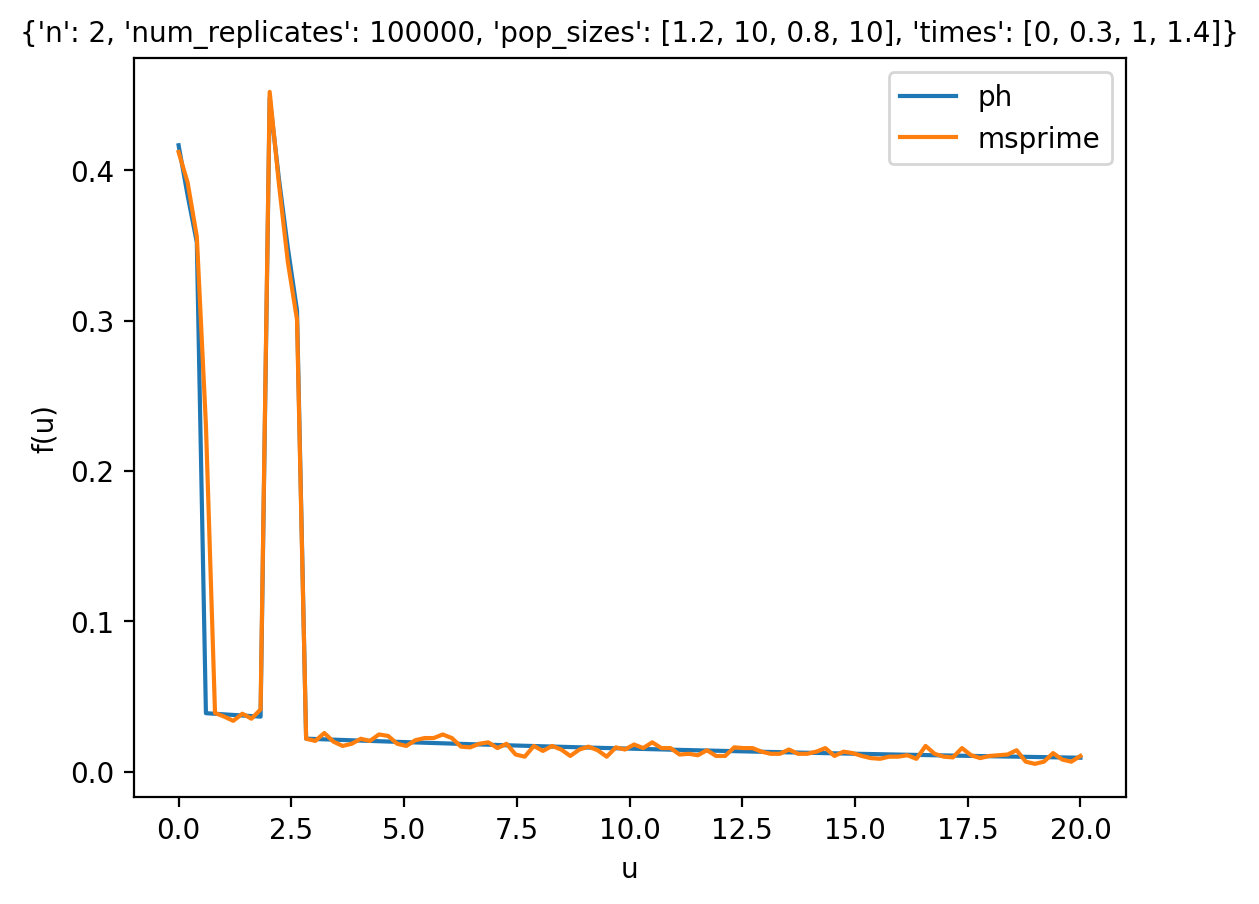 {'n': 2, 'num_replicates': 100000, 'pop_sizes': [1.2, 10, 0.8, 10], 'times': [0, 0.3, 1, 1.4]}
ph
msprime
0.4
0.3
0.2
0.1
0.0
f(u)
0.0 2.5 5.0 7.5 10.0 12.5 15.0 17.5 20.0
u